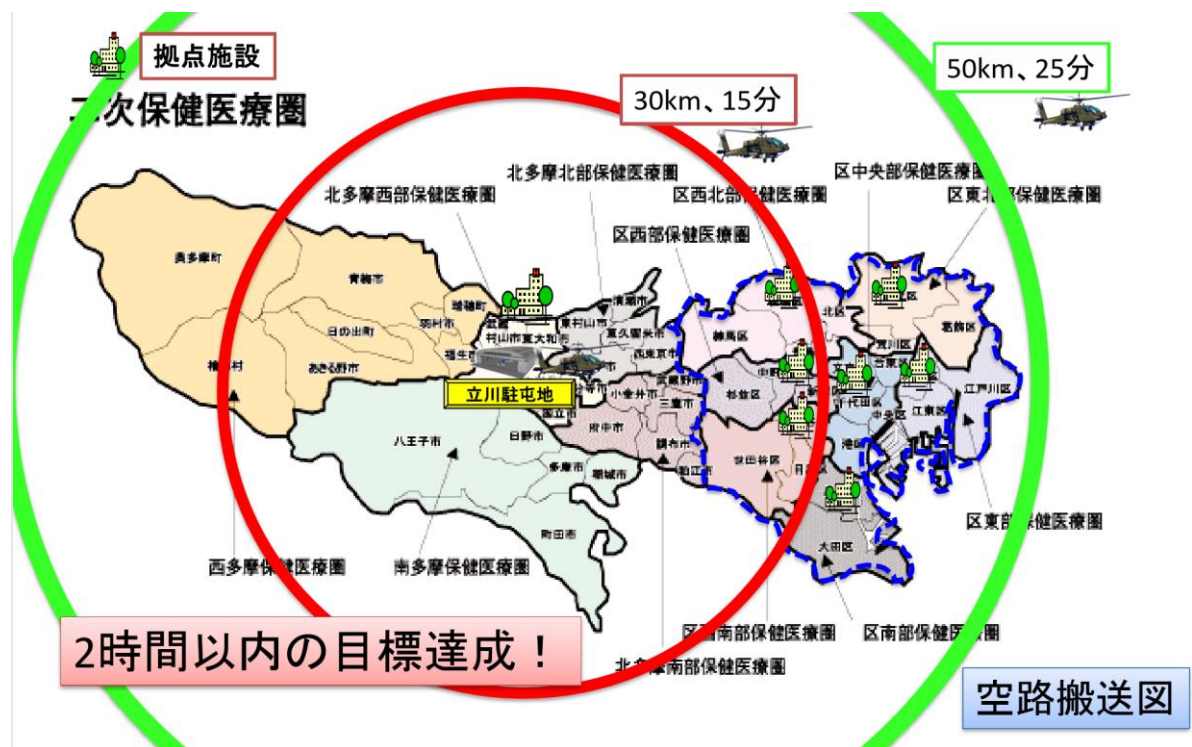 拠点施設
二次保健医療圏
30km、15分
50km、25分
北多摩西部保健医療圏
北多摩北部保健医療圏
区西北部保健医療圏
区中央部保健医療圏
区東北部保健医療圏
区西部保健医療圏
奥多摩町
青梅市
瑞穂町
羽村市
日の出町
あきる野市
福生市
武蔵
村山市
東大和市
東村山市
清瀬市
東久留米市
西東京市
練馬区
北区
荒川区
葛飾区
立川駐屯地
小金井市
武蔵野市
三鷹市
国立市
府中市
調布市
狛江市
杉並区
千代田区
中央区
台東区
江東区
江戸川区
八王子市
日野市
多摩市
稲城市
町田市
世田谷区
港区
大田区
西多摩保健医療圏
南多摩保健医療圏
区東部保健医療圏
区西南部保健医療圏
区南部保健医療圏
北多摩南部保健医療圏
2時間以内の目標達成！
空路搬送図